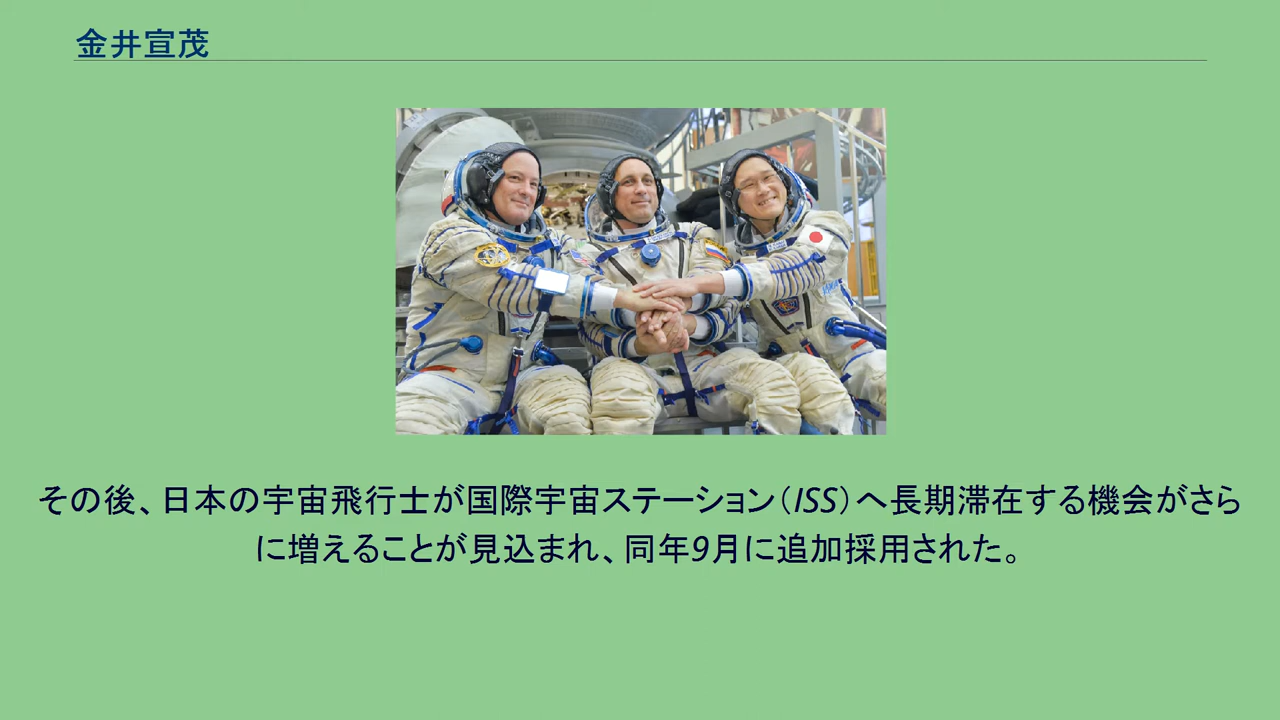 金井宣茂
その後、日本の宇宙飛行士が国際宇宙ステーション（ISS）へ長期滞在する機会がさら
に増えることが見込まれ、同年9月に追加採用された。